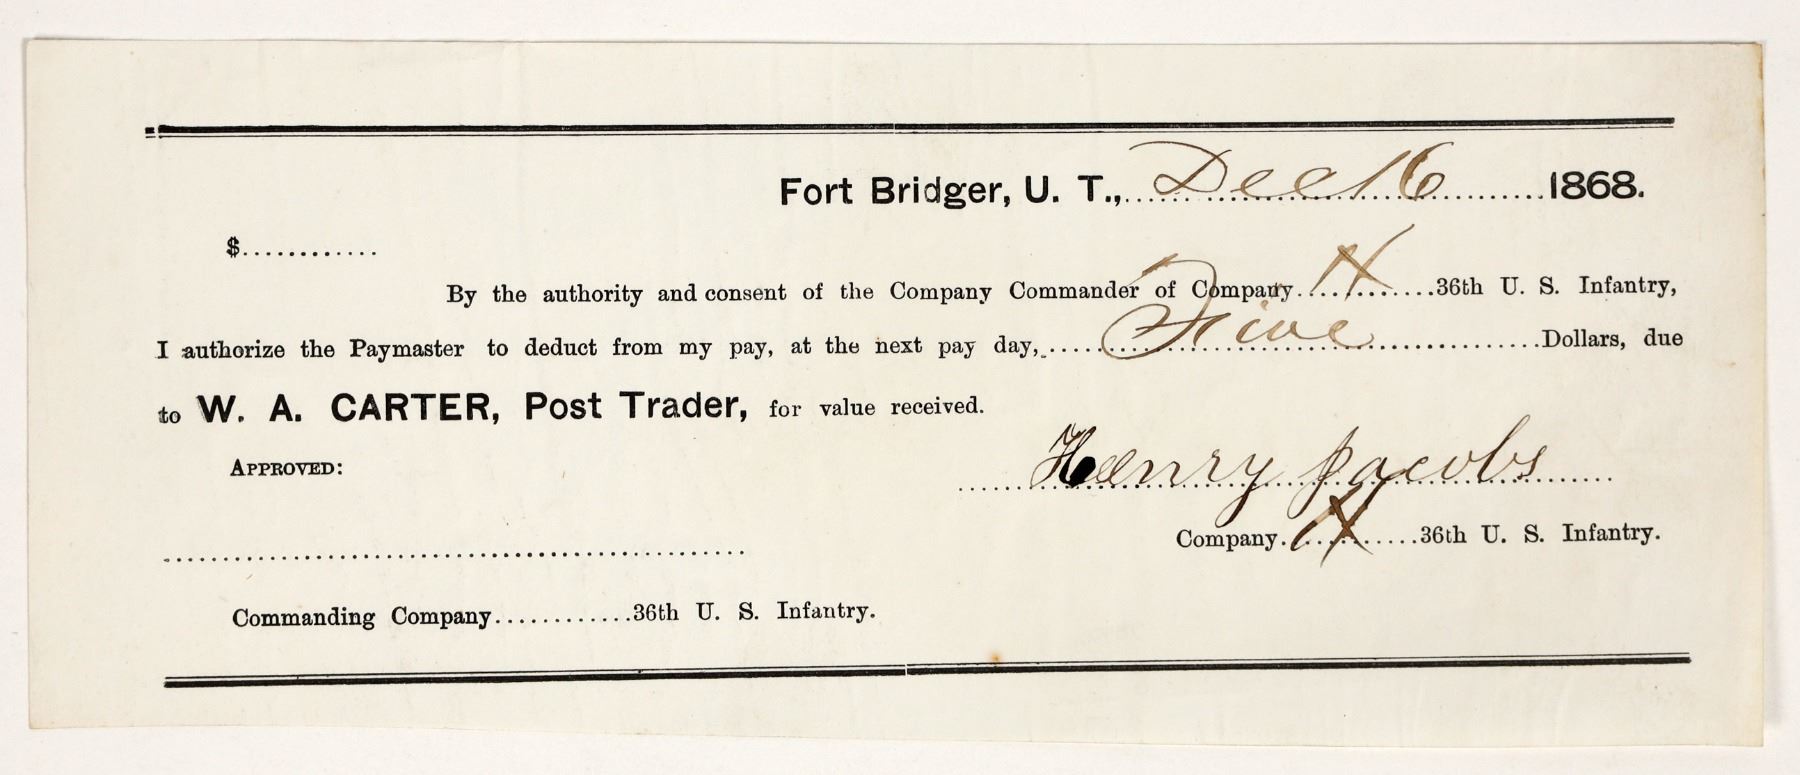 Fort Bridger, U. T., Dec 16 1868.
$............
By the authority and consent of the Company Commander of Company H 36th U. S. Infantry,
I authorize the Paymaster to deduct from my pay, at the next pay day, Five Dollars, due
to W. A. CARTER, Post Trader, for value received.
APPROVED:
Henry Jacobs
Company H 36th U. S. Infantry.
Commanding Company............36th U. S. Infantry.